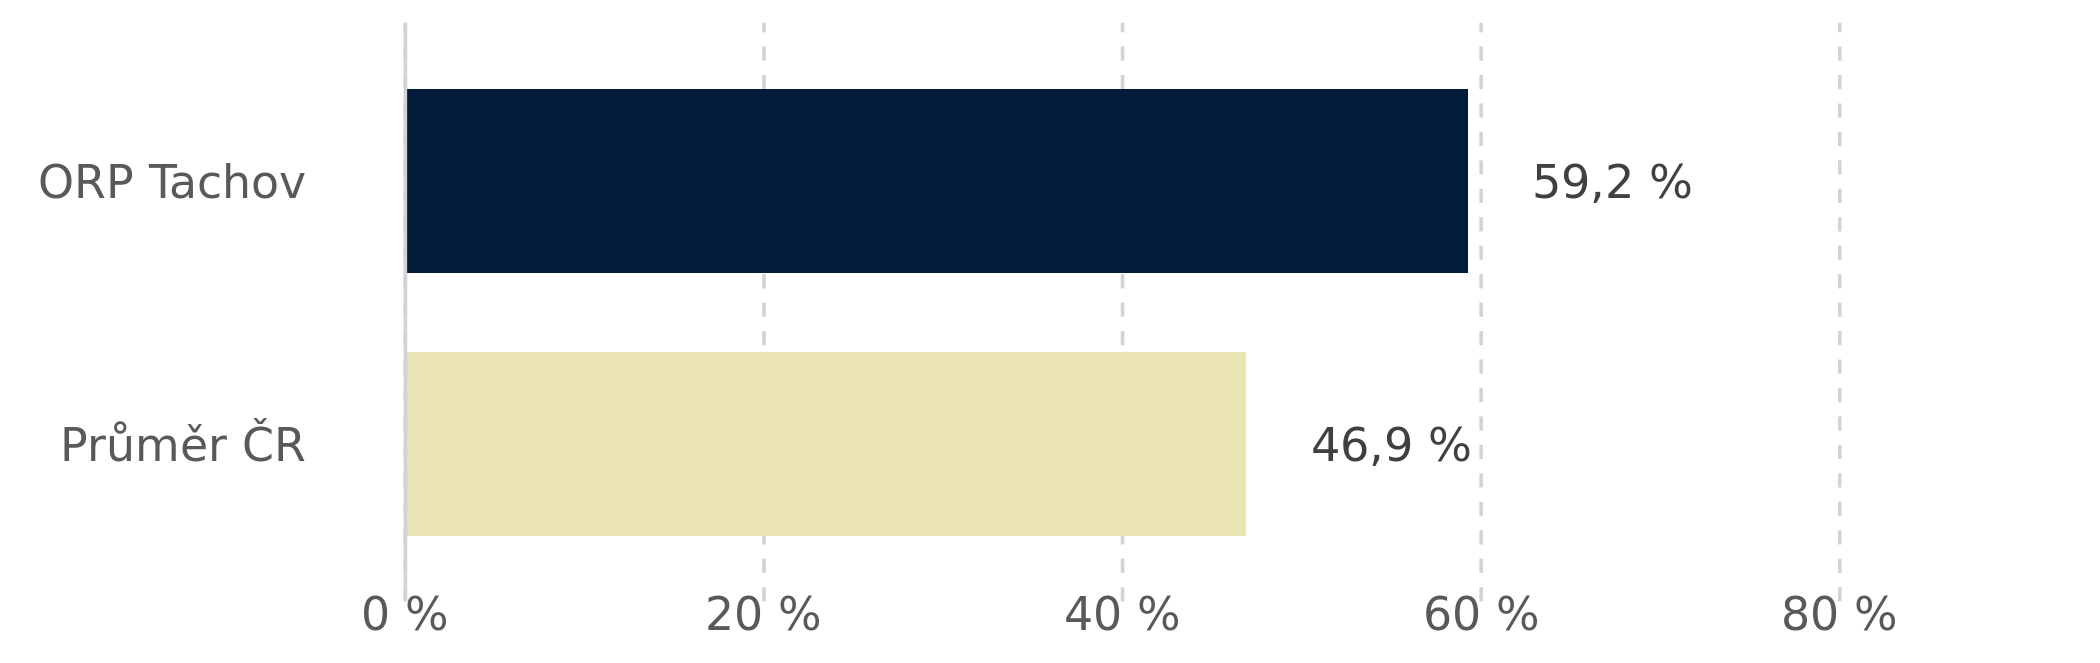 ORP Tachov 59,2 %
Průměr ČR 46,9 %
0 % 20 % 40 % 60 % 80 %